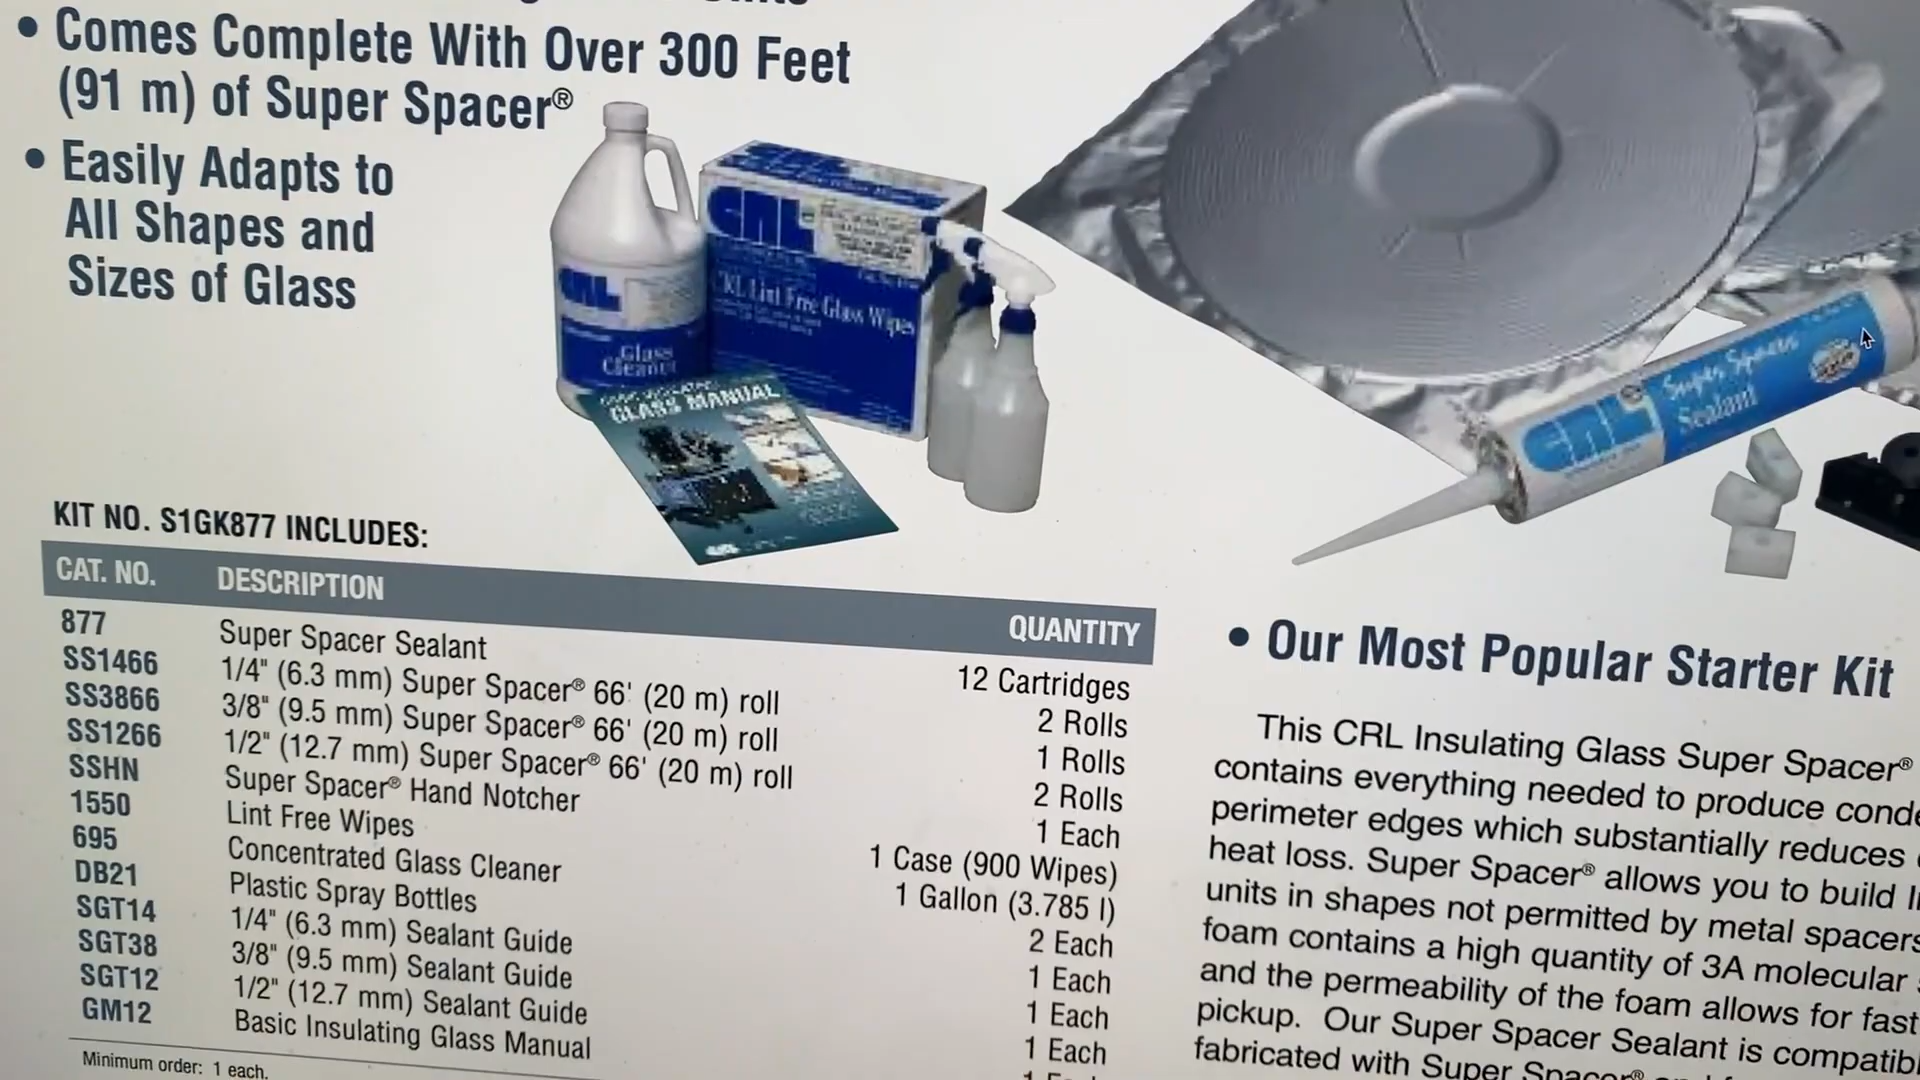 • Comes Complete With Over 300 Feet
(91 m) of Super Spacer®
• Easily Adapts to
All Shapes and
Sizes of Glass
CRL
Glass
Cleaner
CRL
CRL Lint Free Glass Wipes
GLASS MANUAL
CRL
CRL
Super Spacer
Sealant
KIT NO. S1GK877 INCLUDES:
CAT. NO. DESCRIPTION QUANTITY
877 Super Spacer Sealant 12 Cartridges
SS1466 1/4" (6.3 mm) Super Spacer® 66' (20 m) roll 2 Rolls
SS3866 3/8" (9.5 mm) Super Spacer® 66' (20 m) roll 1 Rolls
SS1266 1/2" (12.7 mm) Super Spacer® 66' (20 m) roll 2 Rolls
SSHN Super Spacer® Hand Notcher 1 Each
1550 Lint Free Wipes 1 Case (900 Wipes)
695 Concentrated Glass Cleaner 1 Gallon (3.785 l)
DB21 Plastic Spray Bottles 2 Each
SGT14 1/4" (6.3 mm) Sealant Guide 1 Each
SGT38 3/8" (9.5 mm) Sealant Guide 1 Each
SGT12 1/2" (12.7 mm) Sealant Guide 1 Each
GM12 Basic Insulating Glass Manual
Minimum order: 1 each.
• Our Most Popular Starter Kit
This CRL Insulating Glass Super Spacer®
contains everything needed to produce
perimeter edges which substantially reduces
heat loss. Super Spacer® allows you to build
units in shapes not permitted by metal spacers
foam contains a high quantity of 3A molecular
and the permeability of the foam allows for fast
pickup. Our Super Spacer Sealant is
fabricated with Super Spacer®